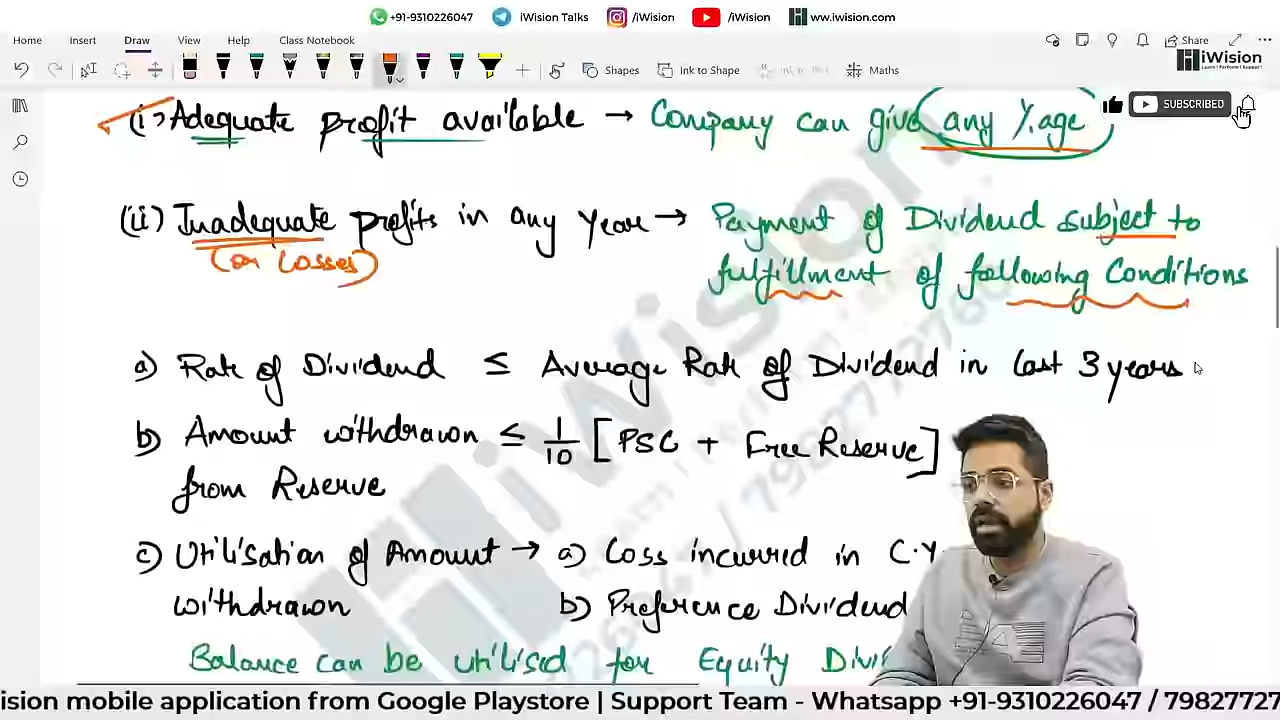 +91-9310226047 iWision Talks /iWision /iWision ww.iwision.com
Home Insert Draw View Help Class Notebook Share
Shapes Ink to Shape Ink to Text Maths
iWision
SUBSCRIBED
(i) Adequate profit available → Company can give any %age
(ii) Inadequate profits in any year → Payment of Dividend subject to
(or Losses) fulfillment of following Conditions
a) Rate of Dividend ≤ Average Rate of Dividend in last 3 years
b) Amount withdrawn ≤ 1/10 [PSC + Free Reserve]
from Reserve
c) Utilisation of Amount → a) Loss incurred in C.Y
withdrawn b) Preference Dividend
Balance can be utilised for Equity Divi
ision mobile application from Google Playstore | Support Team - Whatsapp +91-9310226047 / 79827727